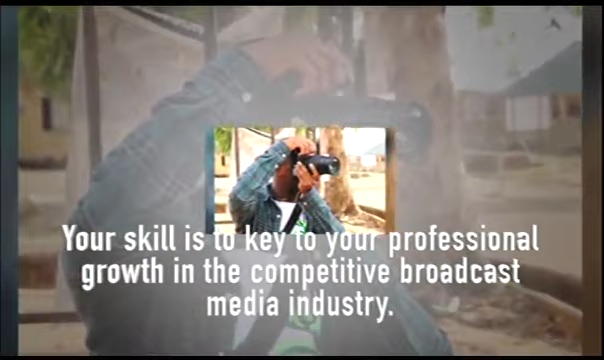 Your skill is to key to your professional
growth in the competitive broadcast
media industry.